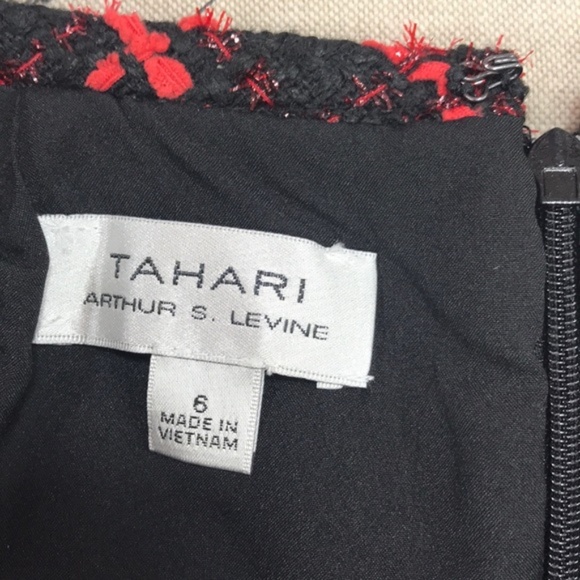 TAHARI
ARTHUR S. LEVINE
6
MADE IN
VIETNAM